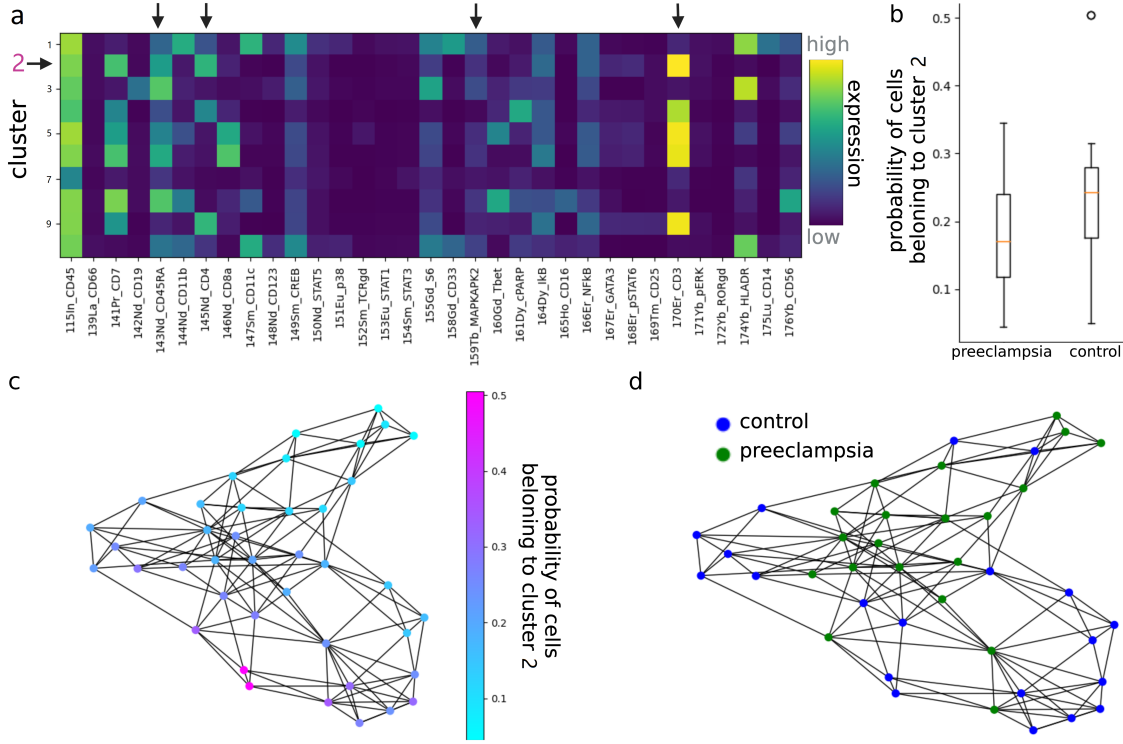 a
high
low
expression
cluster
1
2
3
5
7
9
115In_CD45
139La_CD66
141Pr_CD7
142Nd_CD19
143Nd_CD45RA
144Nd_CD11b
145Nd_CD4
146Nd_CD8a
147Sm_CD11c
148Nd_CD123
149Sm_CREB
150Nd_STAT5
151Eu_p38
152Sm_TCRgd
153Eu_STAT1
154Sm_STAT3
155Gd_S6
158Gd_CD33
159Tb_MAPKAPK2
160Gd_Tbet
161Dy_cPARP
164Dy_IkB
165Ho_CD16
166Er_NFkB
167Er_GATA3
168Er_pSTAT6
169Tm_CD25
170Er_CD3
171Yb_pERK
172Yb_RORgd
174Yb_HLADR
175Lu_CD14
176Yb_CD56
b
probability of cells
beloning to cluster 2
0.5
0.4
0.3
0.2
0.1
preeclampsia
control
c
0.5
0.4
0.3
0.2
0.1
probability of cells
beloning to cluster 2
d
control
preeclampsia